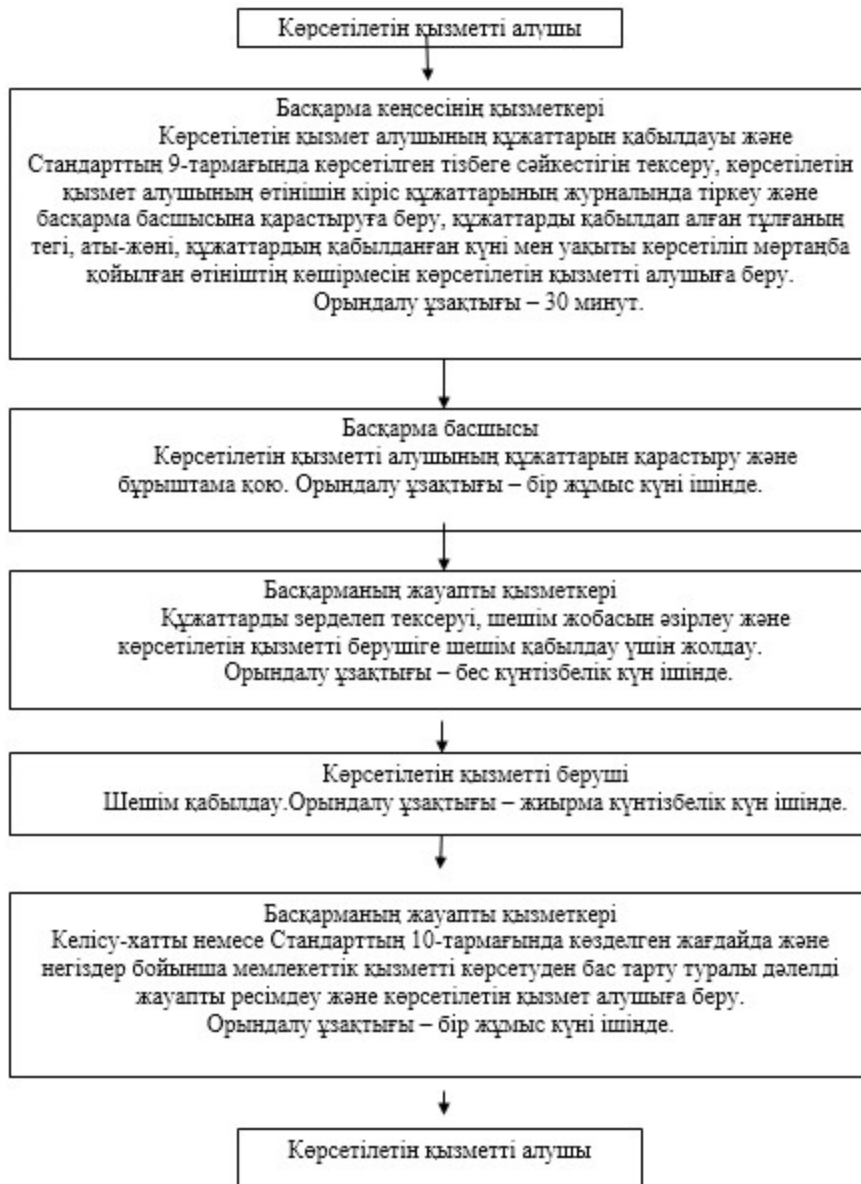 Көрсетілетін қызметті алушы
Басқарма кеңсесінің қызметкері
Көрсетілетін қызмет алушының құжаттарын қабылдауы және
Стандарттың 9-тармағында көрсетілген тізбеге сәйкестігін тексеру, көрсетілетін
қызмет алушының өтінішін кіріс құжаттарының журналында тіркеу және
басқарма басшысына қарастыруға беру, құжаттарды қабылдап алған тұлғаның
тегі, аты-жөні, құжаттардың қабылданған күні мен уақыты көрсетіліп мөртаңба
қойылған өтініштің көшірмесін көрсетілетін қызметті алушыға беру.
Орындалу ұзақтығы – 30 минут.
Басқарма басшысы
Көрсетілетін қызметті алушының құжаттарын қарастыру және
бұрыштама қою. Орындалу ұзақтығы – бір жұмыс күні ішінде.
Басқарманың жауапты қызметкері
Құжаттарды зерделеп тексеруі, шешім жобасын әзірлеу және
көрсетілетін қызметті берушіге шешім қабылдау үшін жолдау.
Орындалу ұзақтығы – бес күнтізбелік күн ішінде.
Көрсетілетін қызметті беруші
Шешім қабылдау.Орындалу ұзақтығы – жиырма күнтізбелік күн ішінде.
Басқарманың жауапты қызметкері
Келісу-хатты немесе Стандарттың 10-тармағында көзделген жағдайда және
негіздер бойынша мемлекеттік қызметті көрсетуден бас тарту туралы дәлелді
жауапты ресімдеу және көрсетілетін қызмет алушыға беру.
Орындалу ұзақтығы – бір жұмыс күні ішінде.
Көрсетілетін қызметті алушы